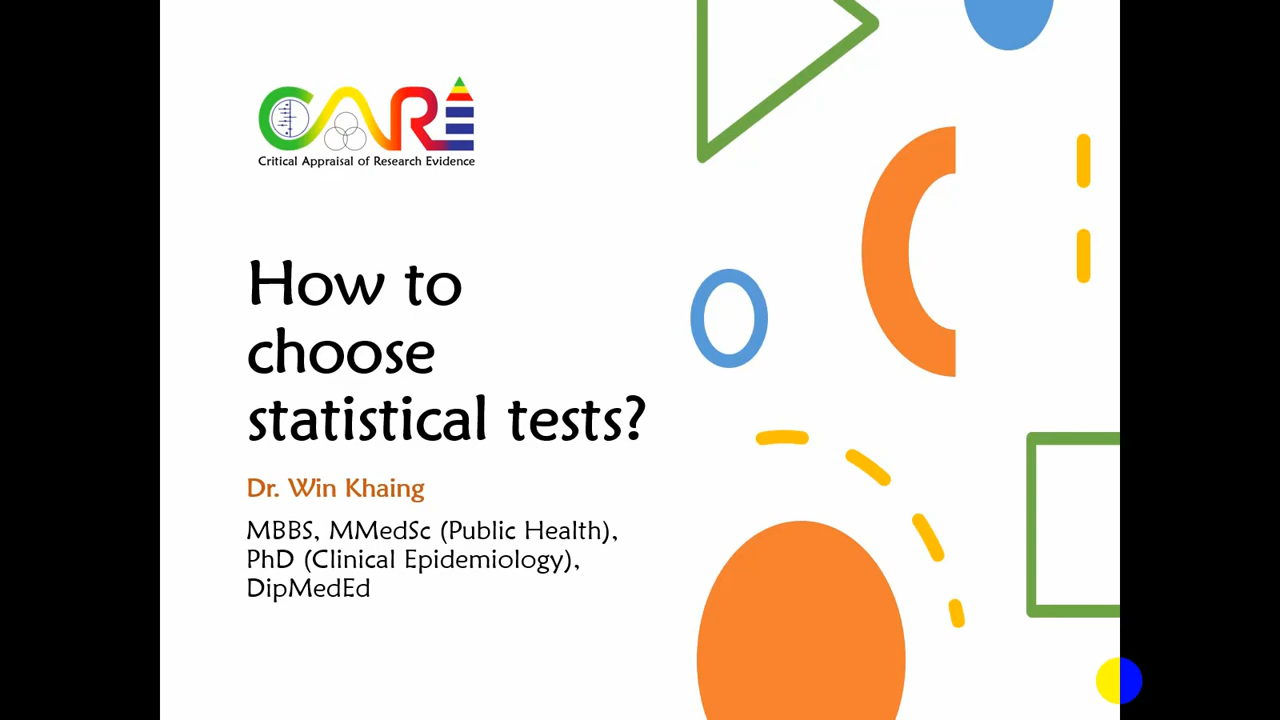 CARE
Critical Appraisal of Research Evidence
How to
choose
statistical tests?
Dr. Win Khaing
MBBS, MMedSc (Public Health),
PhD (Clinical Epidemiology),
DipMedEd